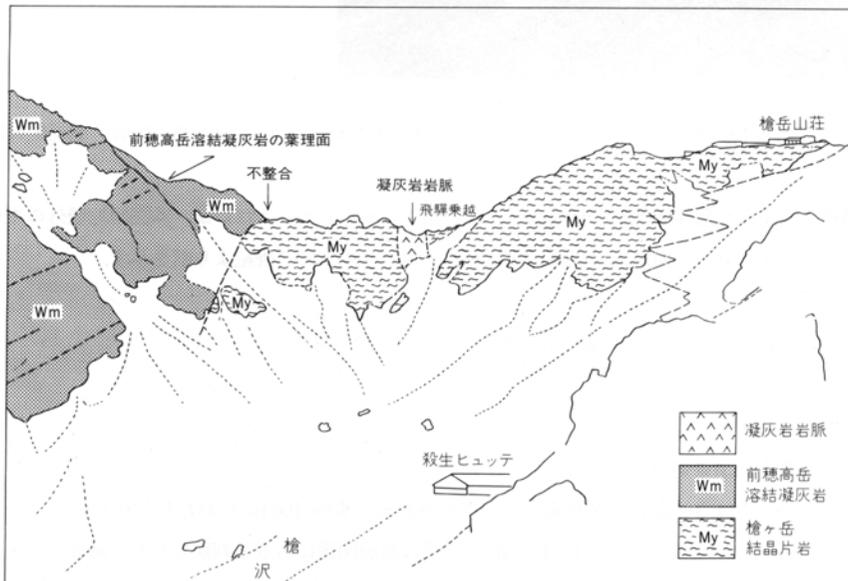 Wm
前穂高岳溶結凝灰岩の葉理面
不整合
凝灰岩岩脈
飛驒乗越
槍岳山荘
Wm
My
My
My
My
Wm
殺生ヒュッテ
槍
沢
凝灰岩岩脈
Wm
前穂高岳
溶結凝灰岩
My
槍ヶ岳
結晶片岩